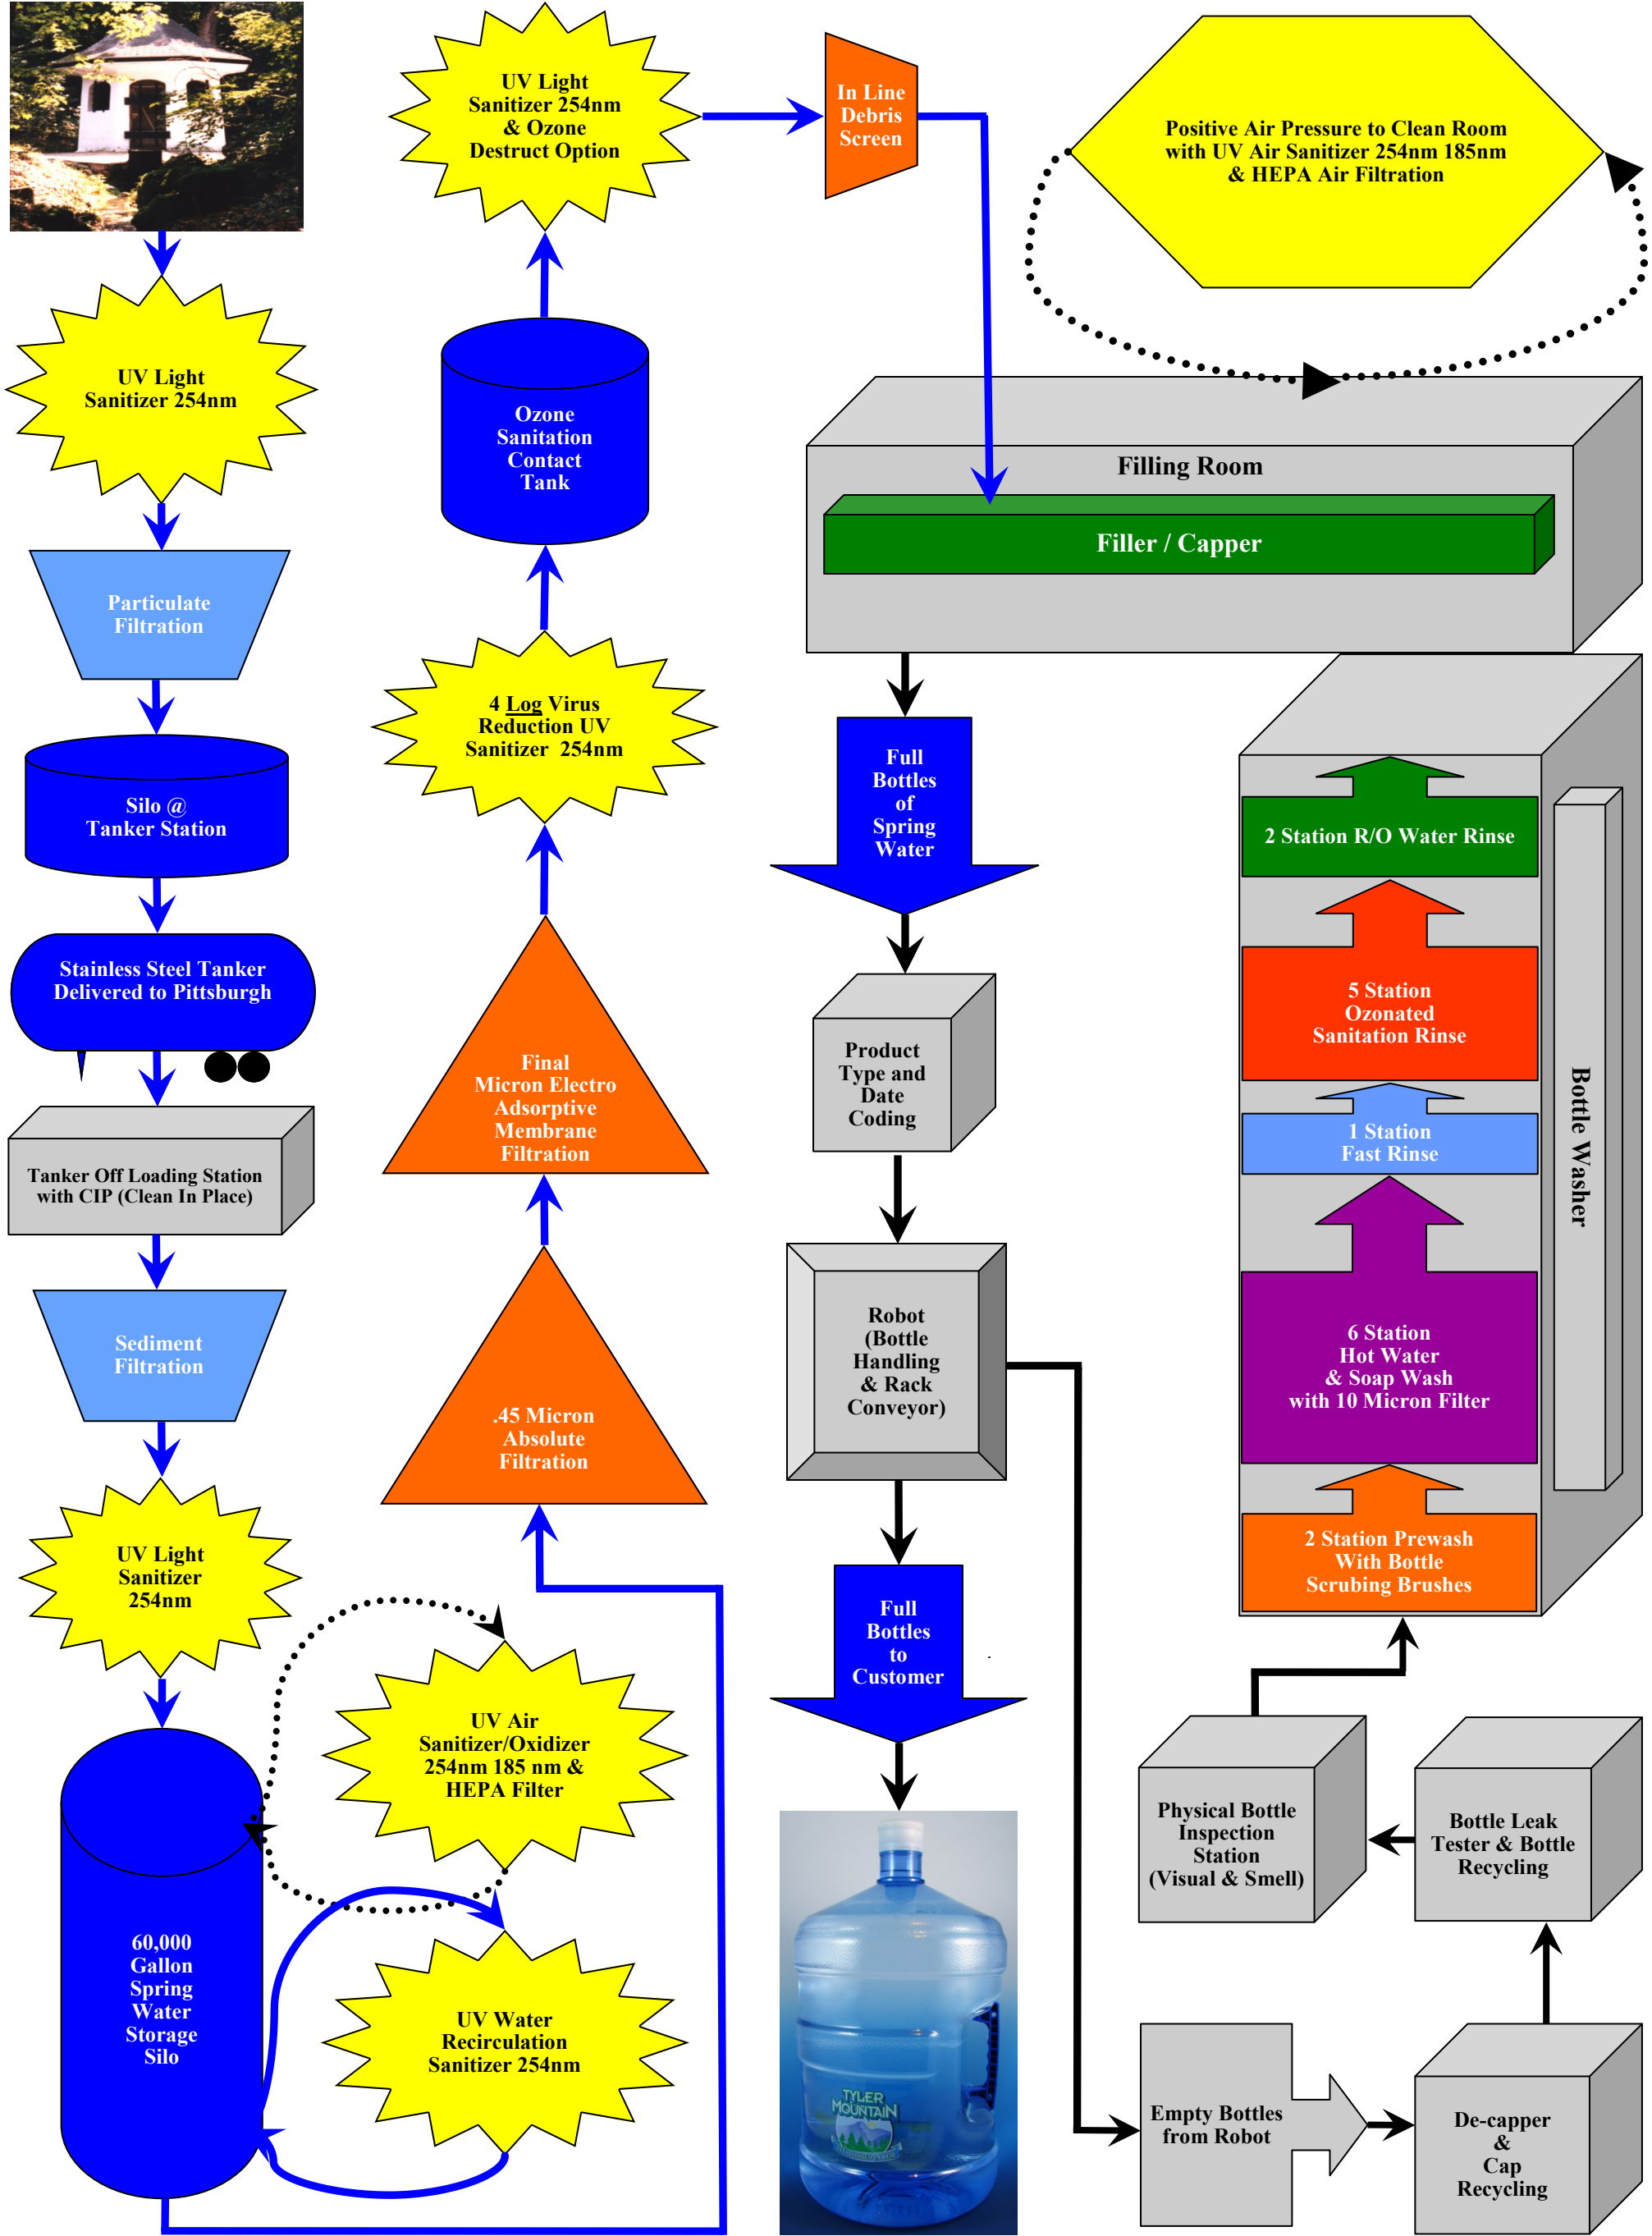 UV Light
Sanitizer 254nm
Particulate
Filtration
Silo @
Tanker Station
Stainless Steel Tanker
Delivered to Pittsburgh
Tanker Off Loading Station
with CIP (Clean In Place)
Sediment
Filtration
UV Light
Sanitizer
254nm
60,000
Gallon
Spring
Water
Storage
Silo
UV Air
Sanitizer/Oxidizer
254nm 185 nm &
HEPA Filter
UV Water
Recirculation
Sanitizer 254nm
.45 Micron
Absolute
Filtration
Final
Micron Electro
Adsorptive
Membrane
Filtration
4 Log Virus
Reduction UV
Sanitizer 254nm
Ozone
Sanitation
Contact
Tank
UV Light
Sanitizer 254nm
& Ozone
Destruct Option
In Line
Debris
Screen
Positive Air Pressure to Clean Room
with UV Air Sanitizer 254nm 185nm
& HEPA Air Filtration
Filling Room
Filler / Capper
Full
Bottles
of
Spring
Water
Product
Type and
Date
Coding
Robot
(Bottle
Handling
& Rack
Conveyor)
Full
Bottles
to
Customer
TYLER
MOUNTAIN
Empty Bottles
from Robot
De-capper
&
Cap
Recycling
Bottle Leak
Tester & Bottle
Recycling
Physical Bottle
Inspection
Station
(Visual & Smell)
2 Station Prewash
With Bottle
Scrubing Brushes
6 Station
Hot Water
& Soap Wash
with 10 Micron Filter
1 Station
Fast Rinse
5 Station
Ozonated
Sanitation Rinse
2 Station R/O Water Rinse
Bottle Washer